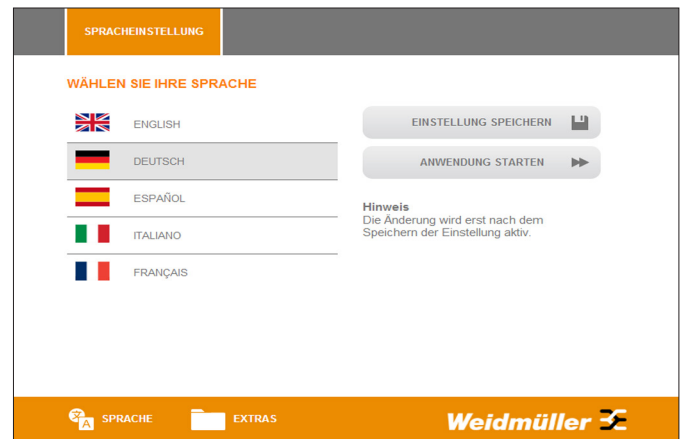 SPRACHEINSTELLUNG
WÄHLEN SIE IHRE SPRACHE
ENGLISH
DEUTSCH
ESPAÑOL
ITALIANO
FRANÇAIS
EINSTELLUNG SPEICHERN
ANWENDUNG STARTEN
Hinweis
Die Änderung wird erst nach dem
Speichern der Einstellung aktiv.
A SPRACHE
EXTRAS
Weidmüller